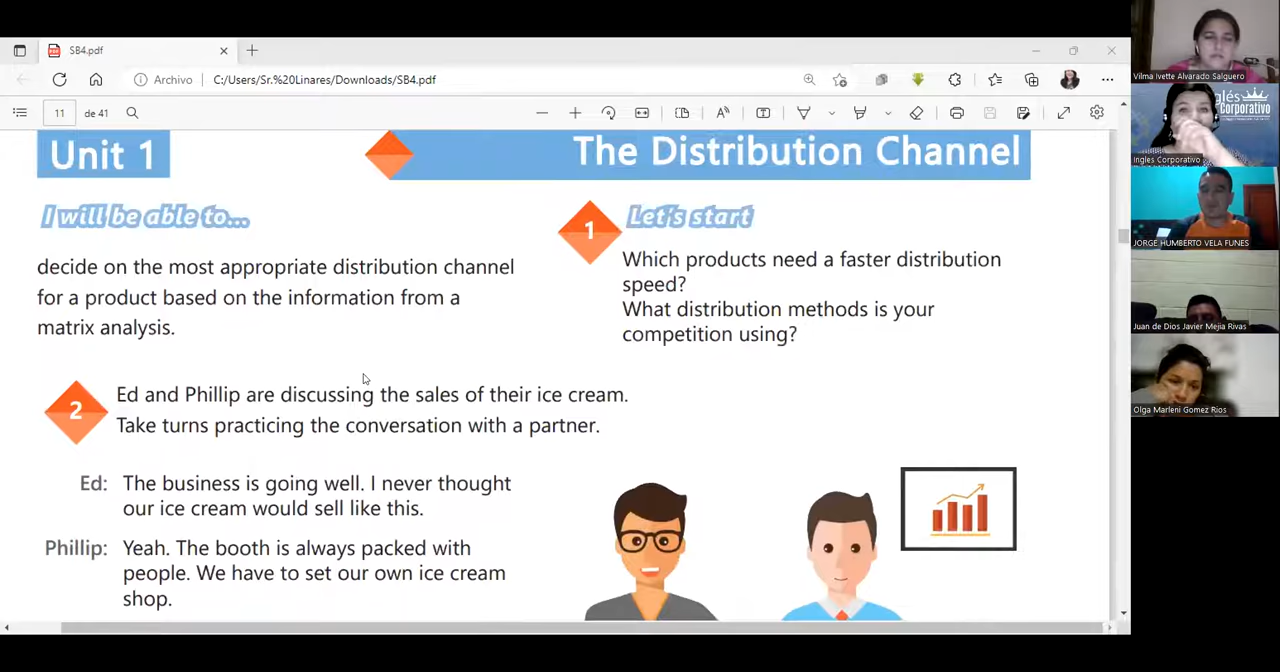 SB4.pdf
Archivo
C:/Users/Sr.%20Linares/Downloads/SB4.pdf
11 de 41
Unit 1
The Distribution Channel
I will be able to...
decide on the most appropriate distribution channel
for a product based on the information from a
matrix analysis.
1
Let's start
Which products need a faster distribution
speed?
What distribution methods is your
competition using?
2
Ed and Phillip are discussing the sales of their ice cream.
Take turns practicing the conversation with a partner.
Ed: The business is going well. I never thought
our ice cream would sell like this.
Phillip: Yeah. The booth is always packed with
people. We have to set our own ice cream
shop.
Vilma Ivette Alvarado Salguero
glés
Corporativo
Ingles Corporativo
JORGE HUMBERTO VELA FUNES
Juan de Dios Javier Mejia Rivas
Olga Marleni Gomez Rios